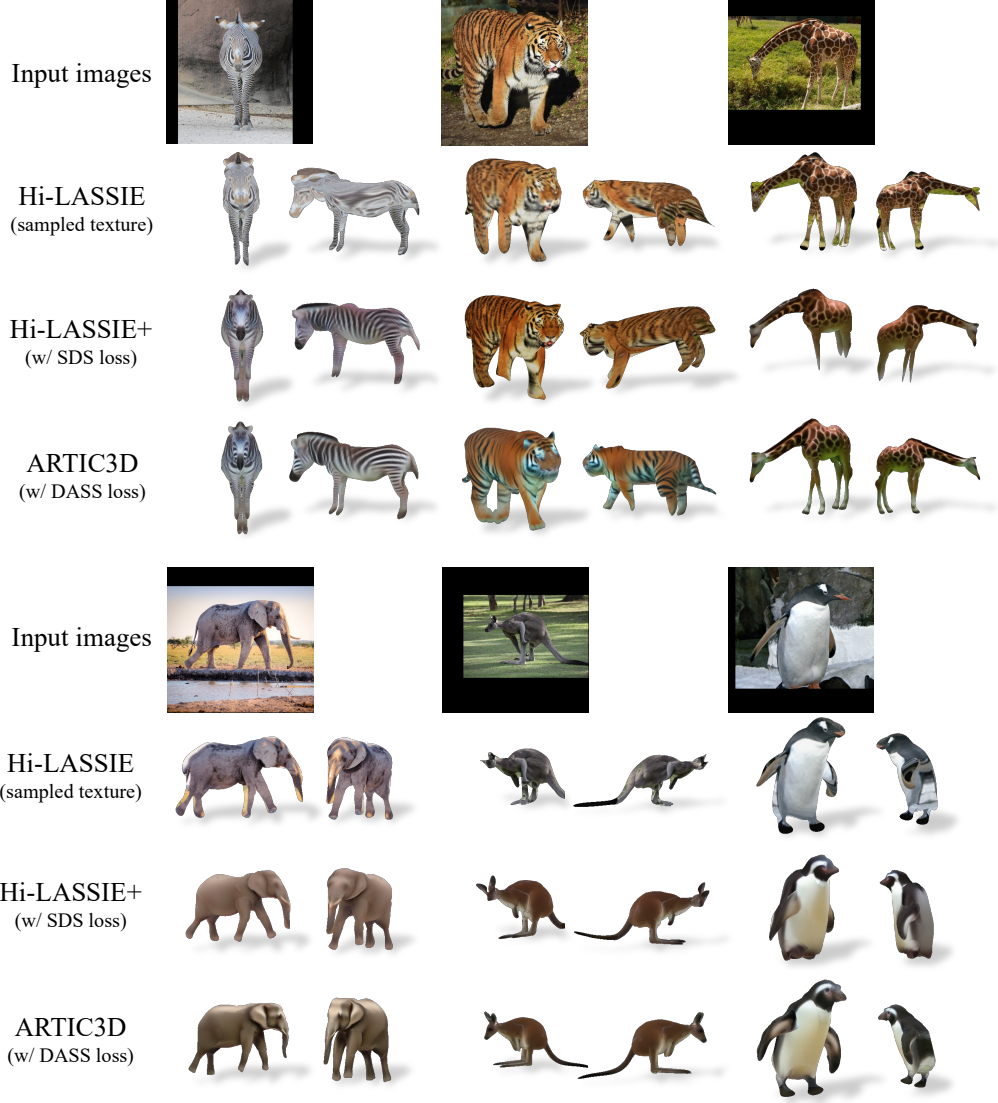 Input images
Hi-LASSIE
(sampled texture)
Hi-LASSIE+
(w/ SDS loss)
ARTIC3D
(w/ DASS loss)
Input images
Hi-LASSIE
(sampled texture)
Hi-LASSIE+
(w/ SDS loss)
ARTIC3D
(w/ DASS loss)